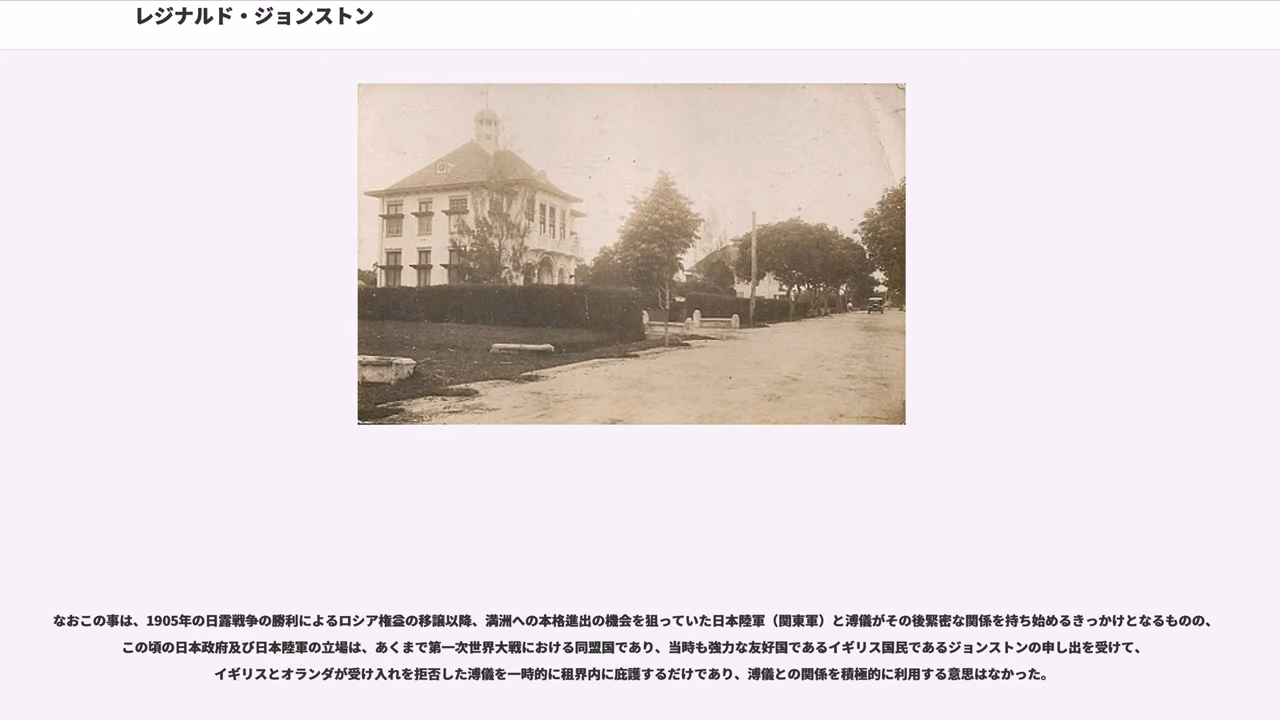 レジナルド・ジョンストン
なおこの事は、1905年の日露戦争の勝利によるロシア権益の移譲以降、満洲への本格進出の機会を狙っていた日本陸軍（関東軍）と溥儀がその後緊密な関係を持ち始めるきっかけとなるものの、
この頃の日本政府及び日本陸軍の立場は、あくまで第一次世界大戦における同盟国であり、当時も強力な友好国であるイギリス国民であるジョンストンの申し出を受けて、
イギリスとオランダが受け入れを拒否した溥儀を一時的に租界内に庇護するだけであり、溥儀との関係を積極的に利用する意思はなかった。